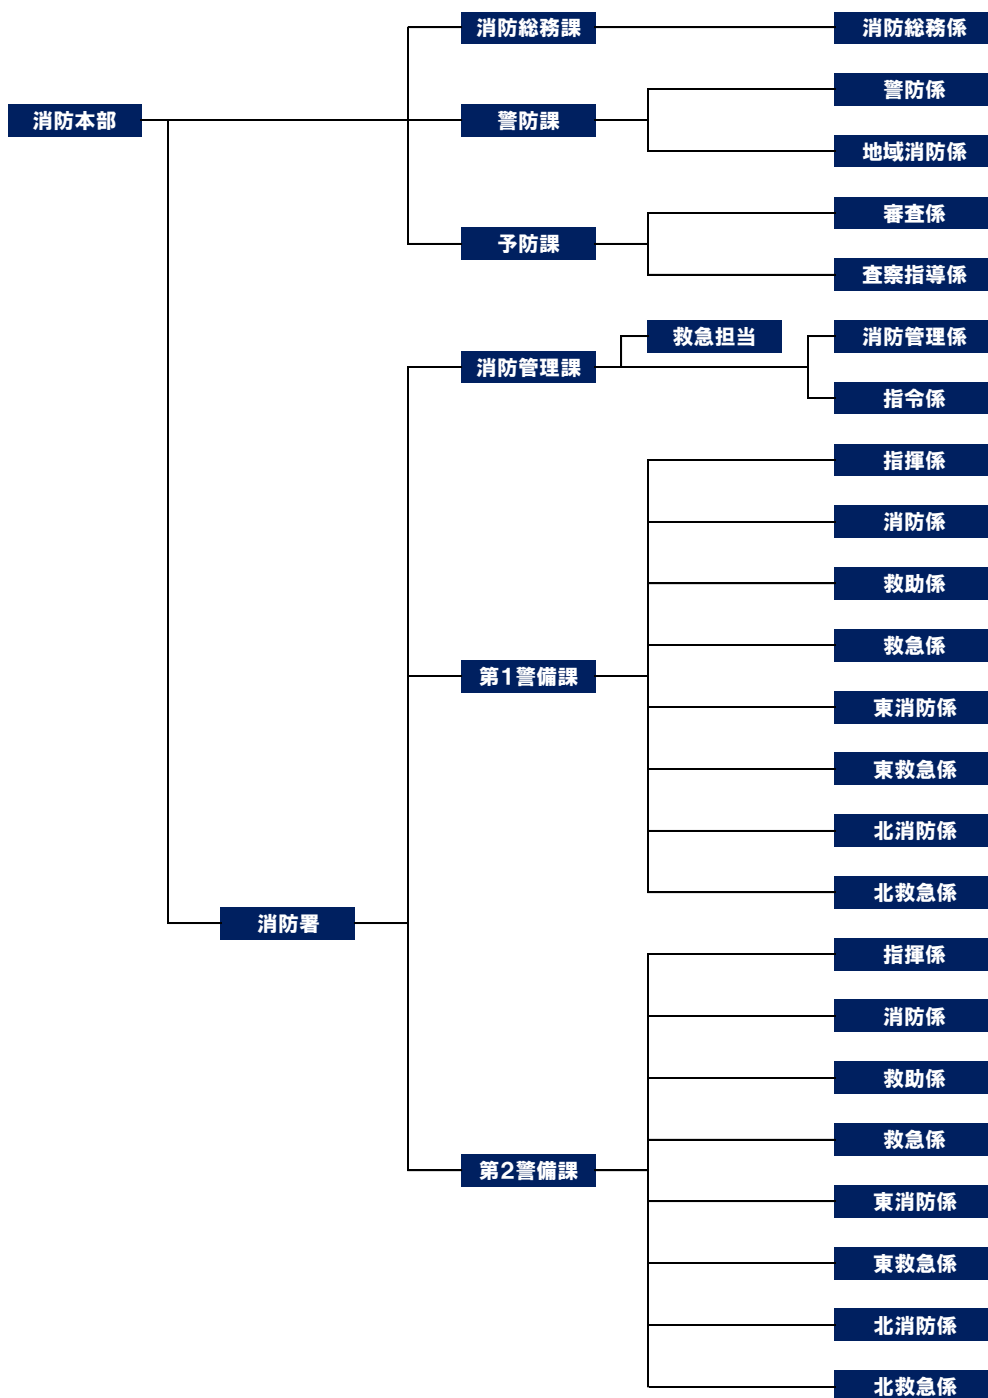 消防総務課
消防総務係
消防本部
警防課
警防係
地域消防係
予防課
審査係
査察指導係
消防管理課
救急担当
消防管理係
指令係
第1警備課
指揮係
消防係
救助係
救急係
東消防係
東救急係
北消防係
北救急係
消防署
第2警備課
指揮係
消防係
救助係
救急係
東消防係
東救急係
北消防係
北救急係